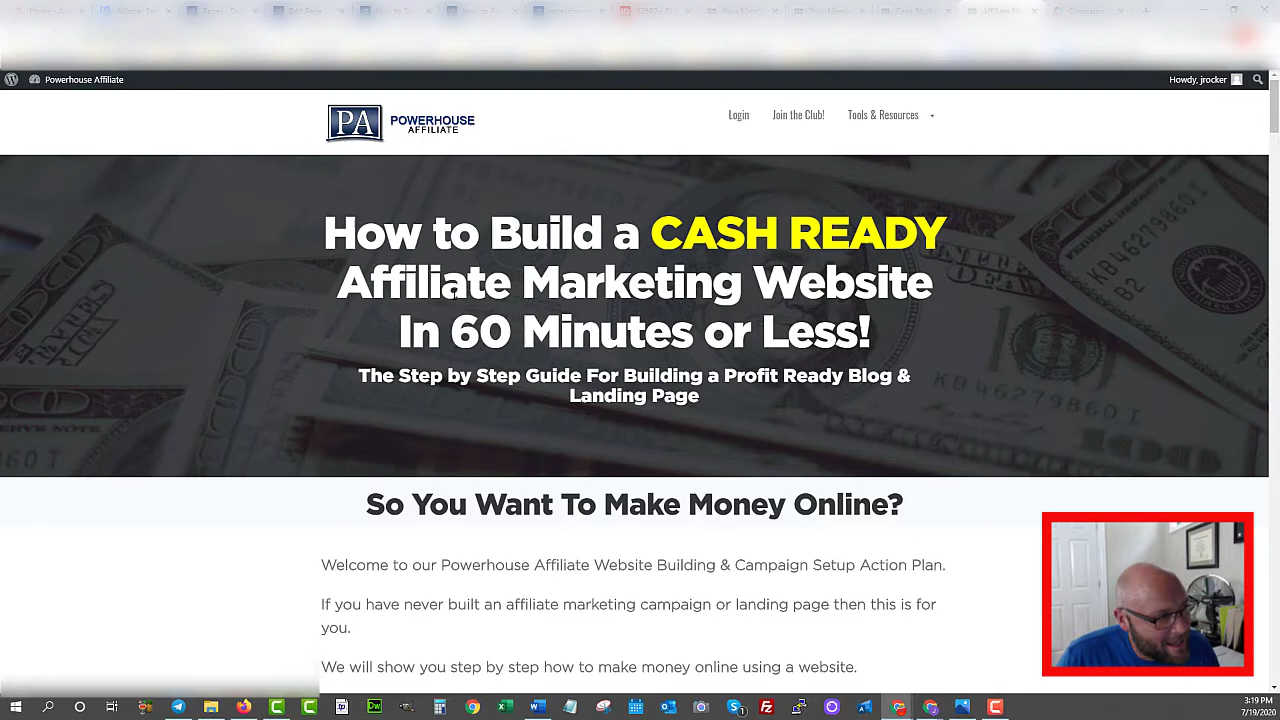 Powerhouse Affiliate
Howdy, jrocker
PA POWERHOUSE
AFFILIATE
Login
Join the Club!
Tools & Resources
How to Build a CASH READY
Affiliate Marketing Website
In 60 Minutes or Less!
The Step by Step Guide For Building a Profit Ready Blog &
Landing Page
KB46279860I
B2
KB46279860I
So You Want To Make Money Online?
Welcome to our Powerhouse Affiliate Website Building & Campaign Setup Action Plan.
If you have never built an affiliate marketing campaign or landing page then this is for
you.
We will show you step by step how to make money online using a website.
3:19 PM
7/19/2020